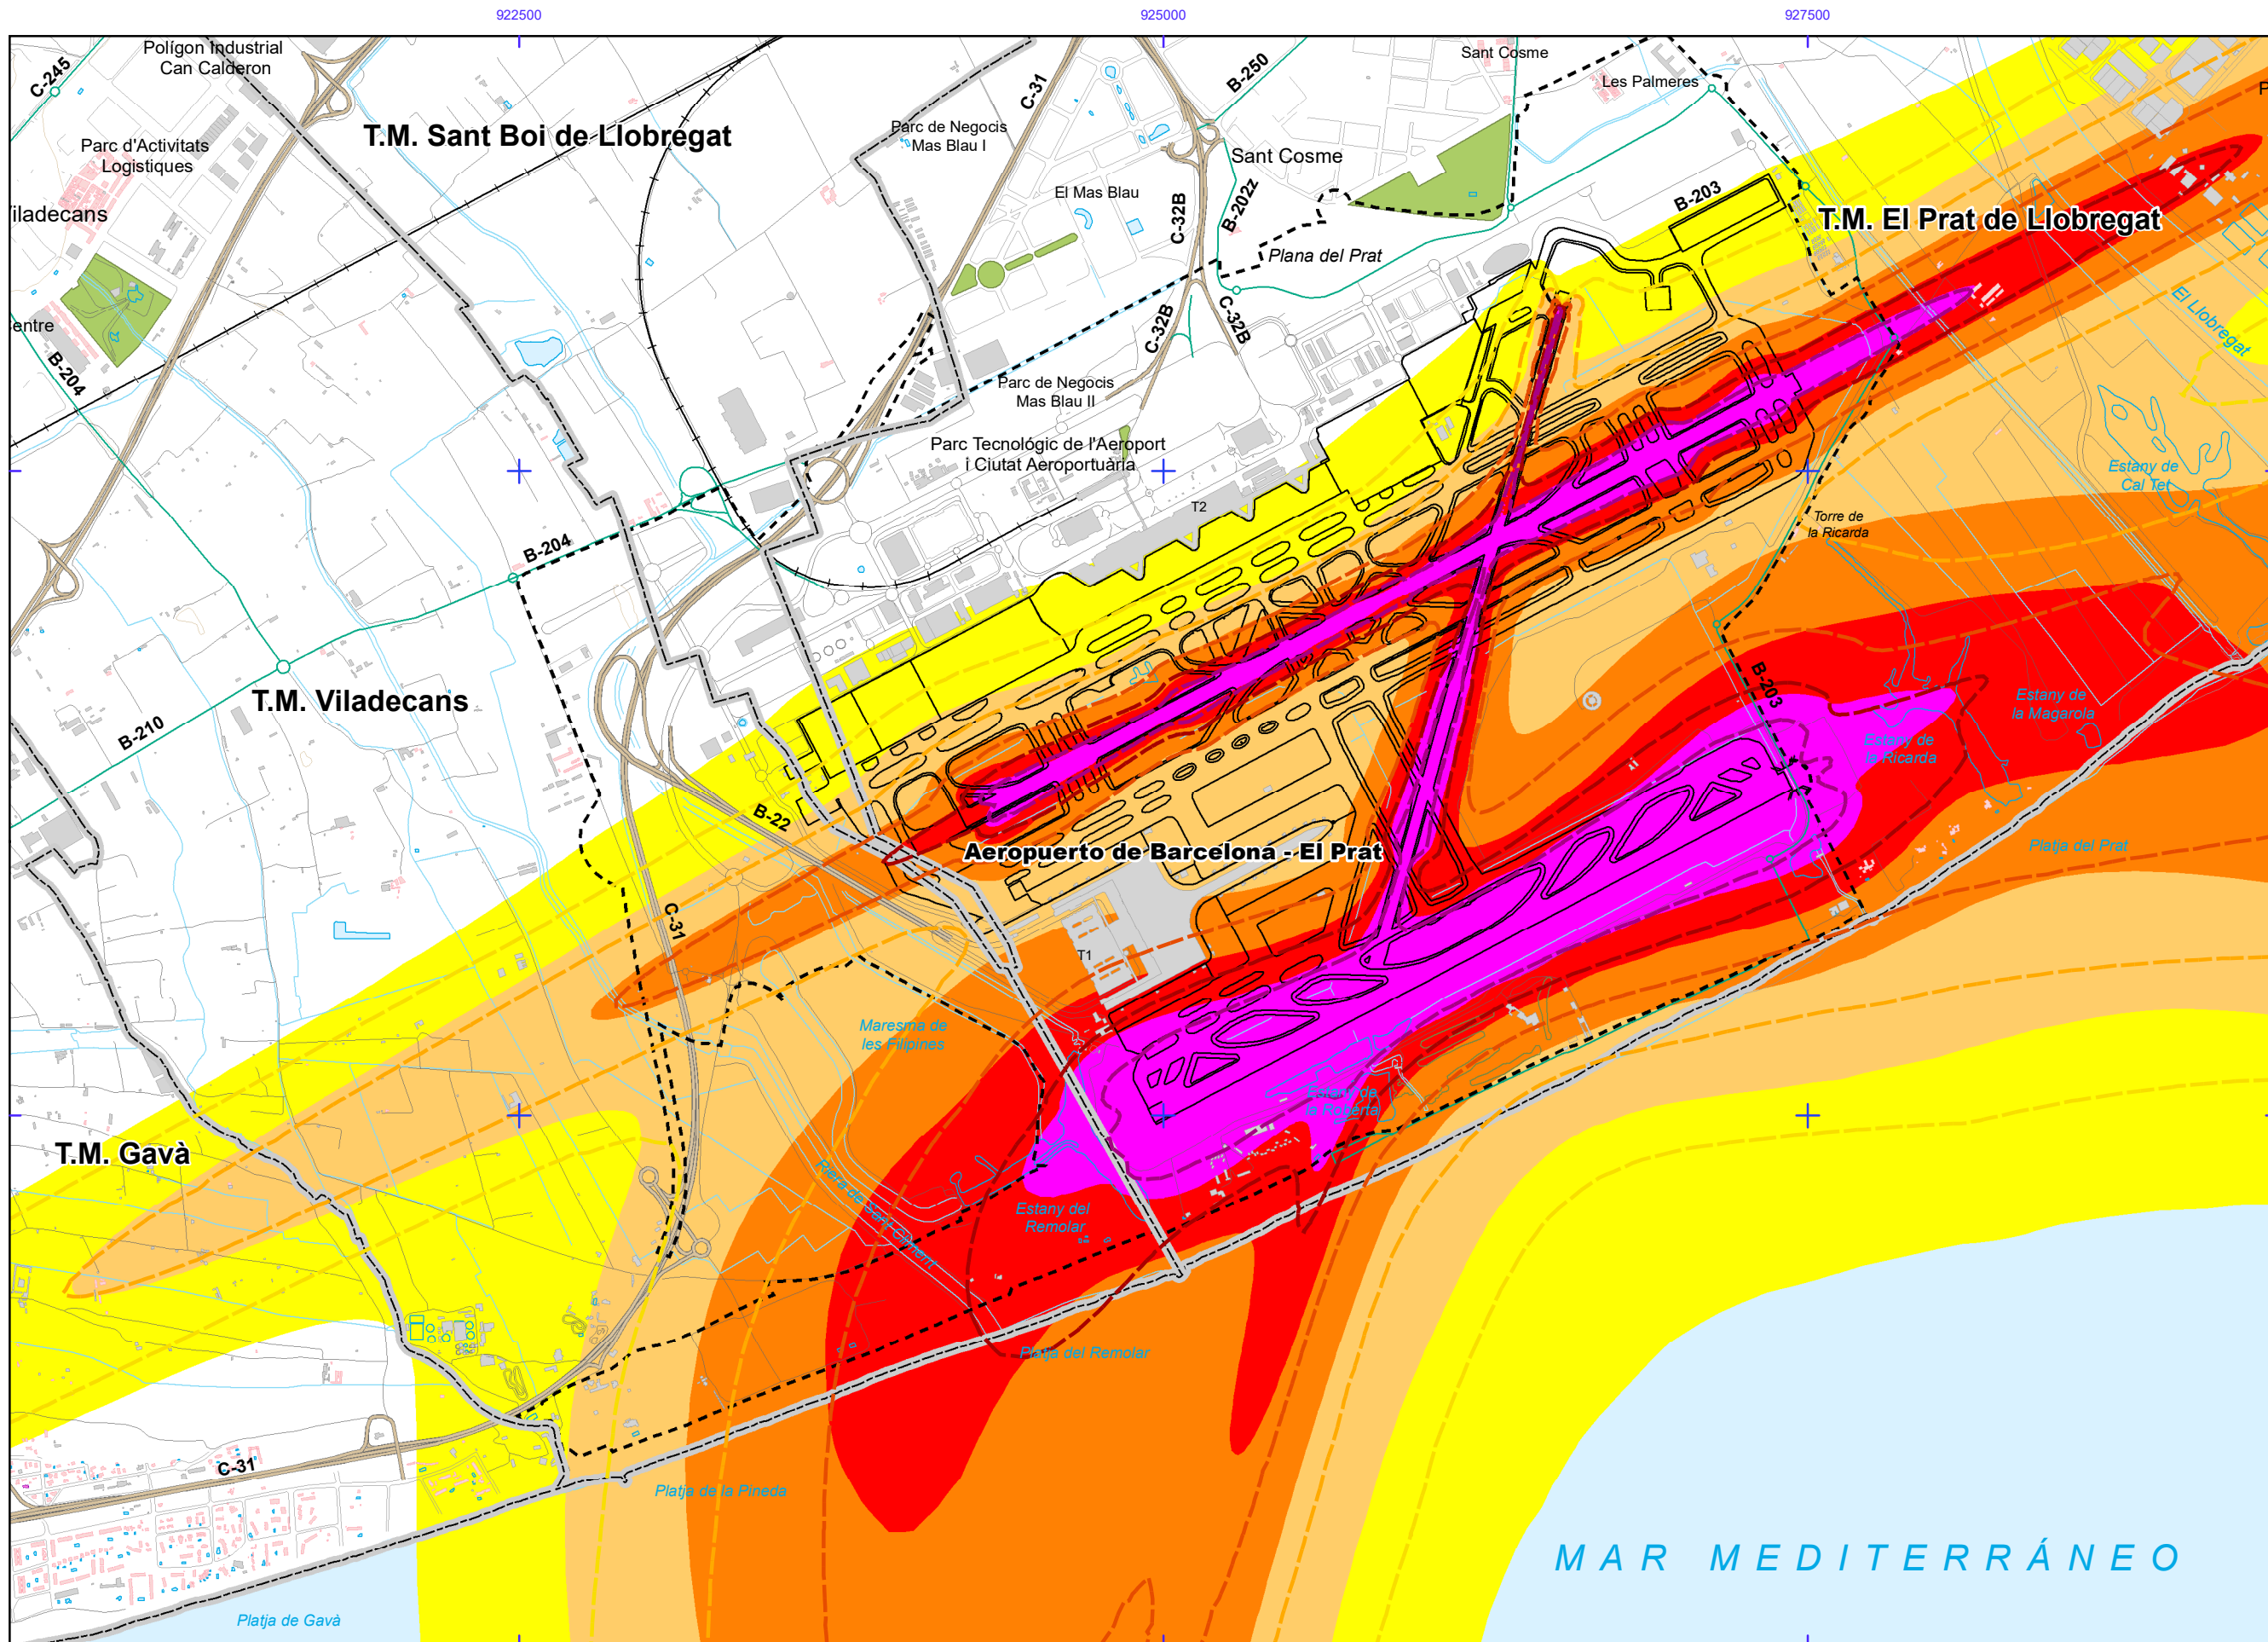 922500
925000
927500
Polígon Industrial
Can Calderon
C-245
T.M. Sant Boi de Llobregat
Parc d'Activitats
Logistiques
Parc de Negocis
Mas Blau I
C-31
B-250
Sant Cosme
Les Palmeres
Sant Cosme
El Mas Blau
C-32B
B-202z
B-203
T.M. El Prat de Llobregat
iladecans
Plana del Prat
entre
B-204
C-32B
C-32B
El Llobregat
Parc de Negocis
Mas Blau II
Parc Tecnológic de l'Aeroport
i Ciutat Aeroportuària
T2
Estany de
Cal Tet
Torre de
la Ricarda
B-204
T.M. Viladecans
B-210
B-203
Estany de
la Magarola
Estany de
la Ricarda
B-22
Aeropuerto de Barcelona - El Prat
Platja del Prat
C-31
T1
Maresma de
les Filipines
Estany de
la Roberta
T.M. Gavà
Riera de Sant Climent
Estany del
Remolar
Platja del Remolar
C-31
Platja de la Pineda
MAR MEDITERRÁNEO
Platja de Gavà